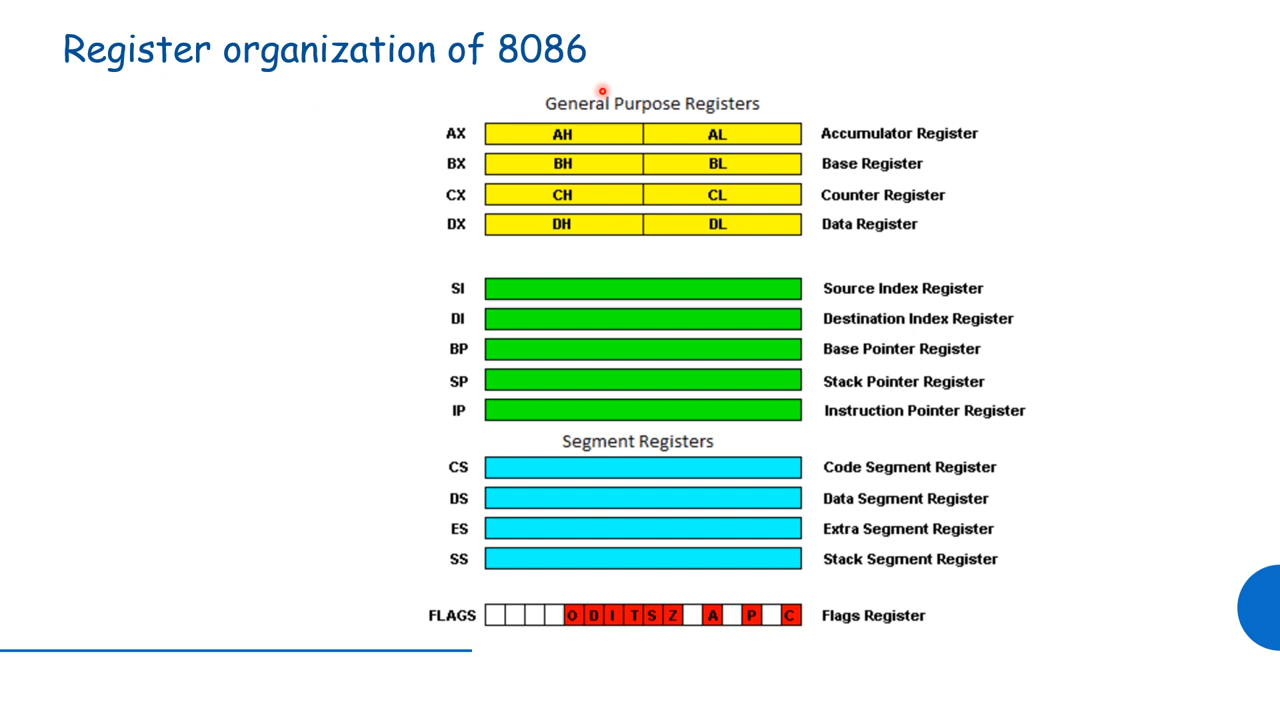 Register organization of 8086
General Purpose Registers
AX AH AL Accumulator Register
BX BH BL Base Register
CX CH CL Counter Register
DX DH DL Data Register
SI Source Index Register
DI Destination Index Register
BP Base Pointer Register
SP Stack Pointer Register
IP Instruction Pointer Register
Segment Registers
CS Code Segment Register
DS Data Segment Register
ES Extra Segment Register
SS Stack Segment Register
FLAGS O D I T S Z A P C Flags Register